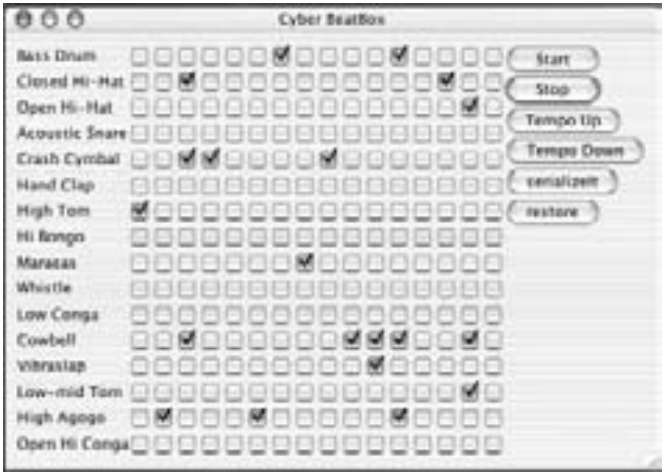 Cyber BeatBox
Bass Drum
Closed Hi-Hat
Open Hi-Hat
Acoustic Snare
Crash Cymbal
Hand Clap
High Tom
Hi Bongo
Maracas
Whistle
Low Conga
Cowbell
Vibraslap
Low-mid Tom
High Agogo
Open Hi Conga
Start
Stop
Tempo Up
Tempo Down
serializeIt
restore